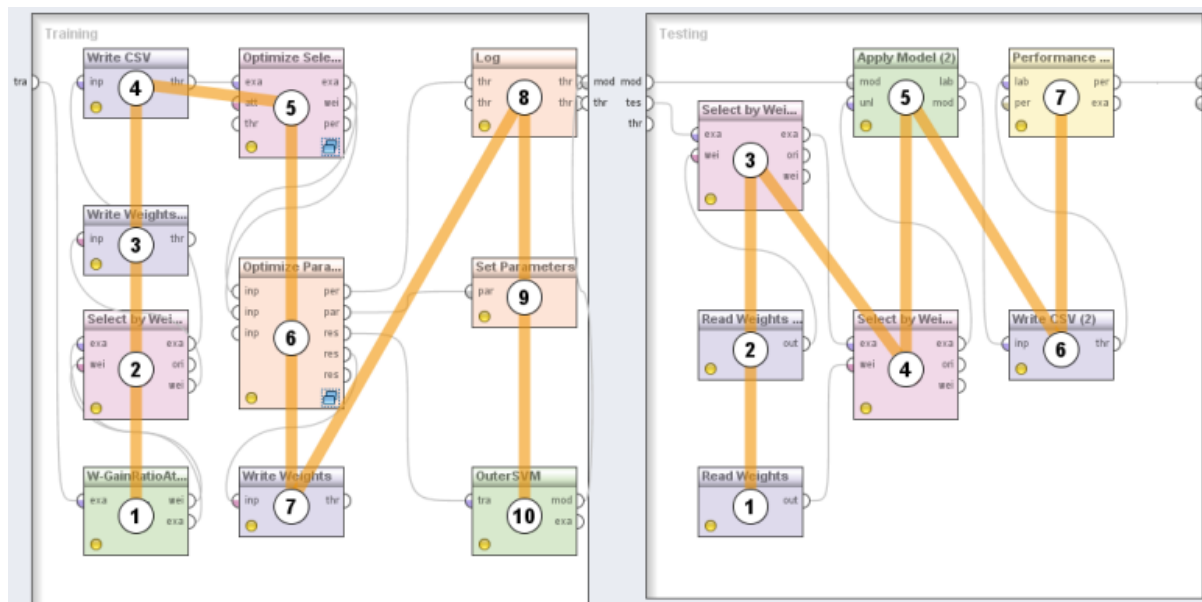 Training
Testing
tra
Write CSV
inp
thr
4
Optimize Sele...
exa
exa
att
wei
thr
per
5
Log
thr
thr
thr
thr
8
mod
thr
Write Weights...
inp
thr
3
Optimize Para...
inp
per
inp
par
inp
res
res
res
6
Set Parameters
par
9
Select by Wei...
exa
exa
wei
ori
wei
2
W-GainRatioAt...
exa
wei
exa
1
Write Weights
inp
thr
7
OuterSVM
tra
mod
exa
10
mod
tes
thr
Select by Wei...
exa
exa
wei
ori
wei
3
Apply Model (2)
mod
lab
unl
mod
5
Performance ...
lab
per
per
exa
7
Read Weights ...
out
2
Select by Wei...
exa
exa
wei
ori
wei
4
Write CSV (2)
inp
thr
6
Read Weights
out
1